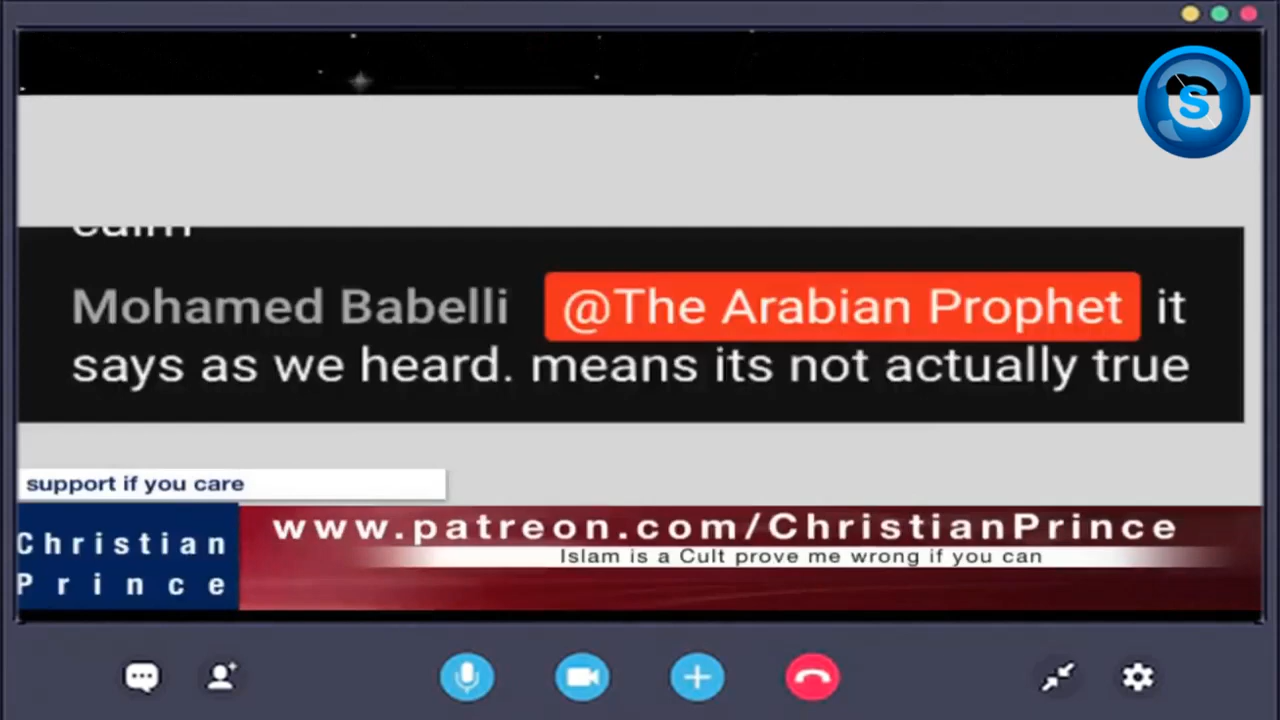 Mohamed Babelli @The Arabian Prophet it
says as we heard. means its not actually true
support if you care
Christian
Prince
www.patreon.com/ChristianPrince
Islam is a Cult prove me wrong if you can